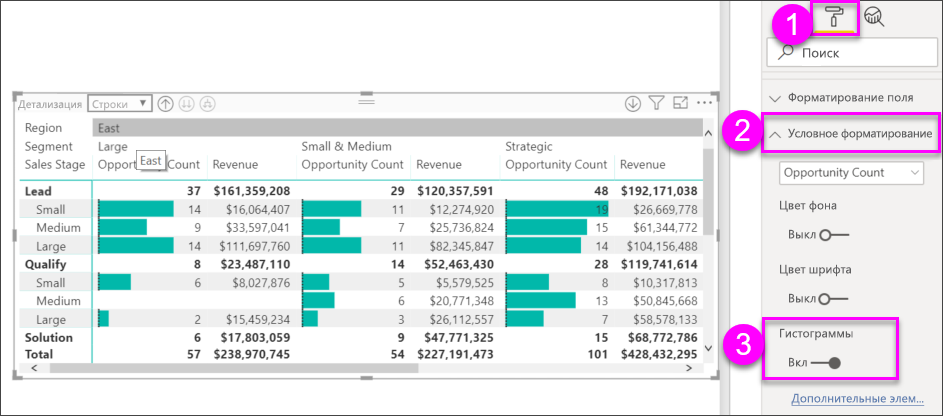 1
Поиск
Детализация Строки
Форматирование поля
Region East
2 Условное форматирование
Segment Large Small & Medium Strategic
Sales Stage Opportunity Count Revenue Opportunity Count Revenue Opportunity Count Revenue
East
Opportunity Count
Lead 37 $161,359,208 29 $120,357,591 48 $192,171,038
Small 14 $16,064,407 11 $12,274,920 19 $26,669,778
Цвет фона
Medium 9 $33,597,041 7 $25,736,824 15 $61,344,772
Выкл
Large 14 $111,697,760 11 $82,345,847 14 $104,156,488
Qualify 8 $23,487,110 14 $52,463,430 28 $119,741,614
Цвет шрифта
Small 6 $8,027,876 5 $5,579,525 8 $10,317,813
Medium 6 $20,771,348 13 $50,845,668
Выкл
Large 2 $15,459,234 3 $26,112,557 7 $58,578,133
Solution 6 $17,803,059 9 $47,771,325 15 $68,772,786
3 Гистограммы
Total 57 $238,970,745 54 $227,191,473 101 $428,432,295
Вкл
Дополнительные элем...